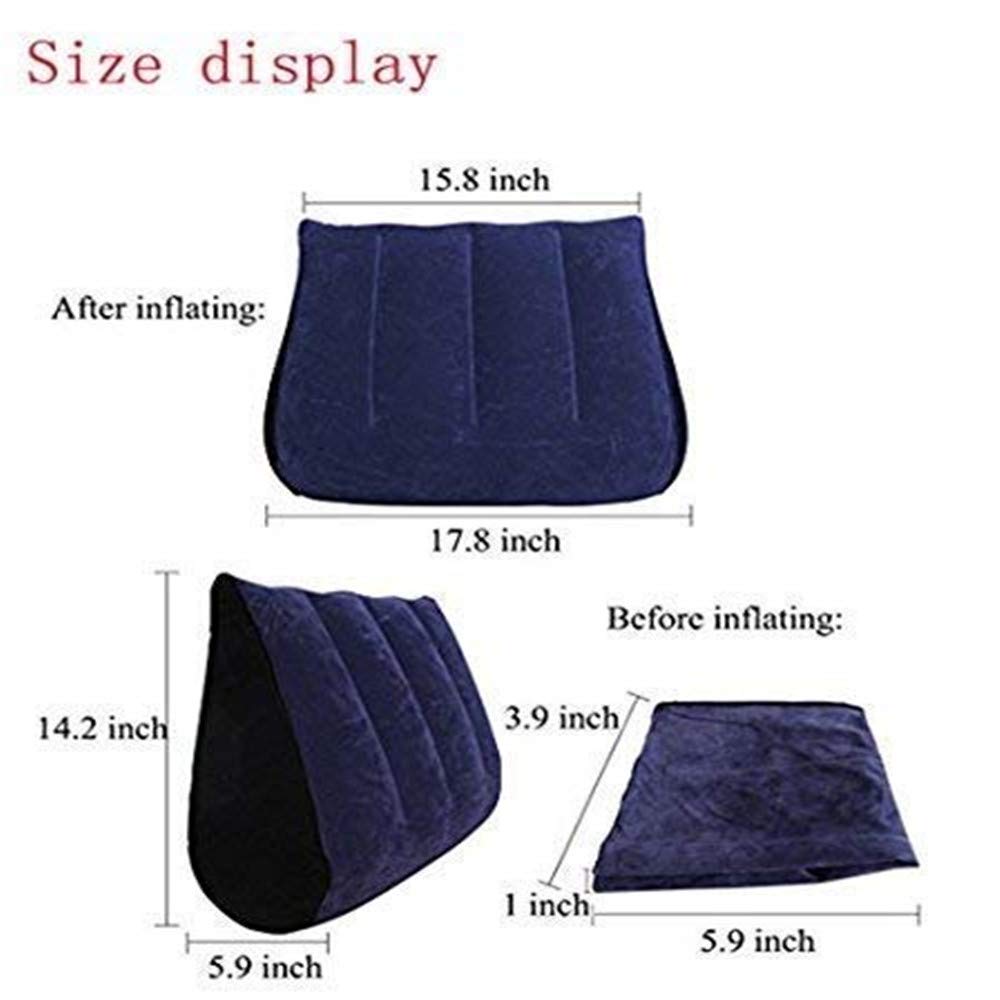 Size display
15.8 inch
After inflating:
17.8 inch
Before inflating:
14.2 inch
3.9 inch
1 inch
5.9 inch
5.9 inch